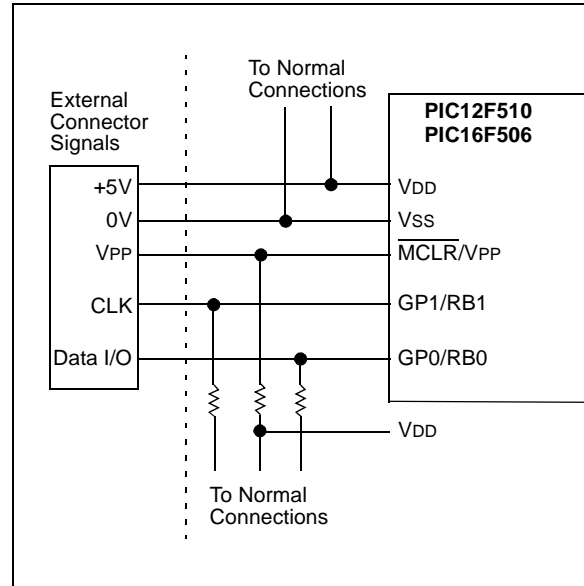 To Normal
Connections
External
Connector
Signals
PIC12F510
PIC16F506
+5V
VDD
0V
VSS
VPP
MCLR/VPP
CLK
GP1/RB1
Data I/O
GP0/RB0
VDD
To Normal
Connections